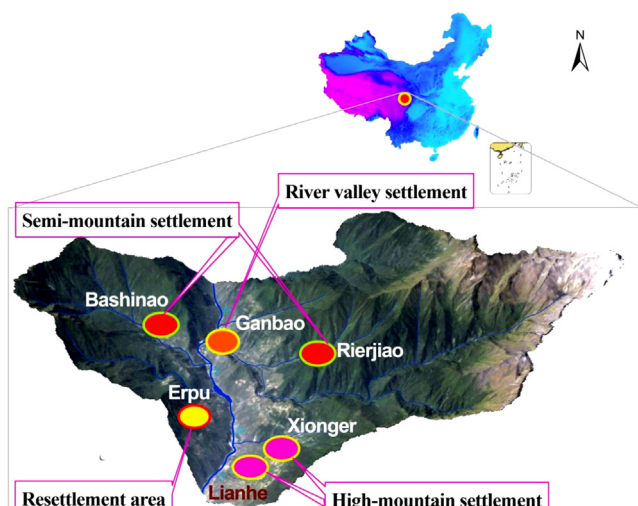 N
River valley settlement
Semi-mountain settlement
Bashinao
Ganbao
Rierjiao
Erpu
Xionger
Lianhe
Resettlement area
High-mountain settlement